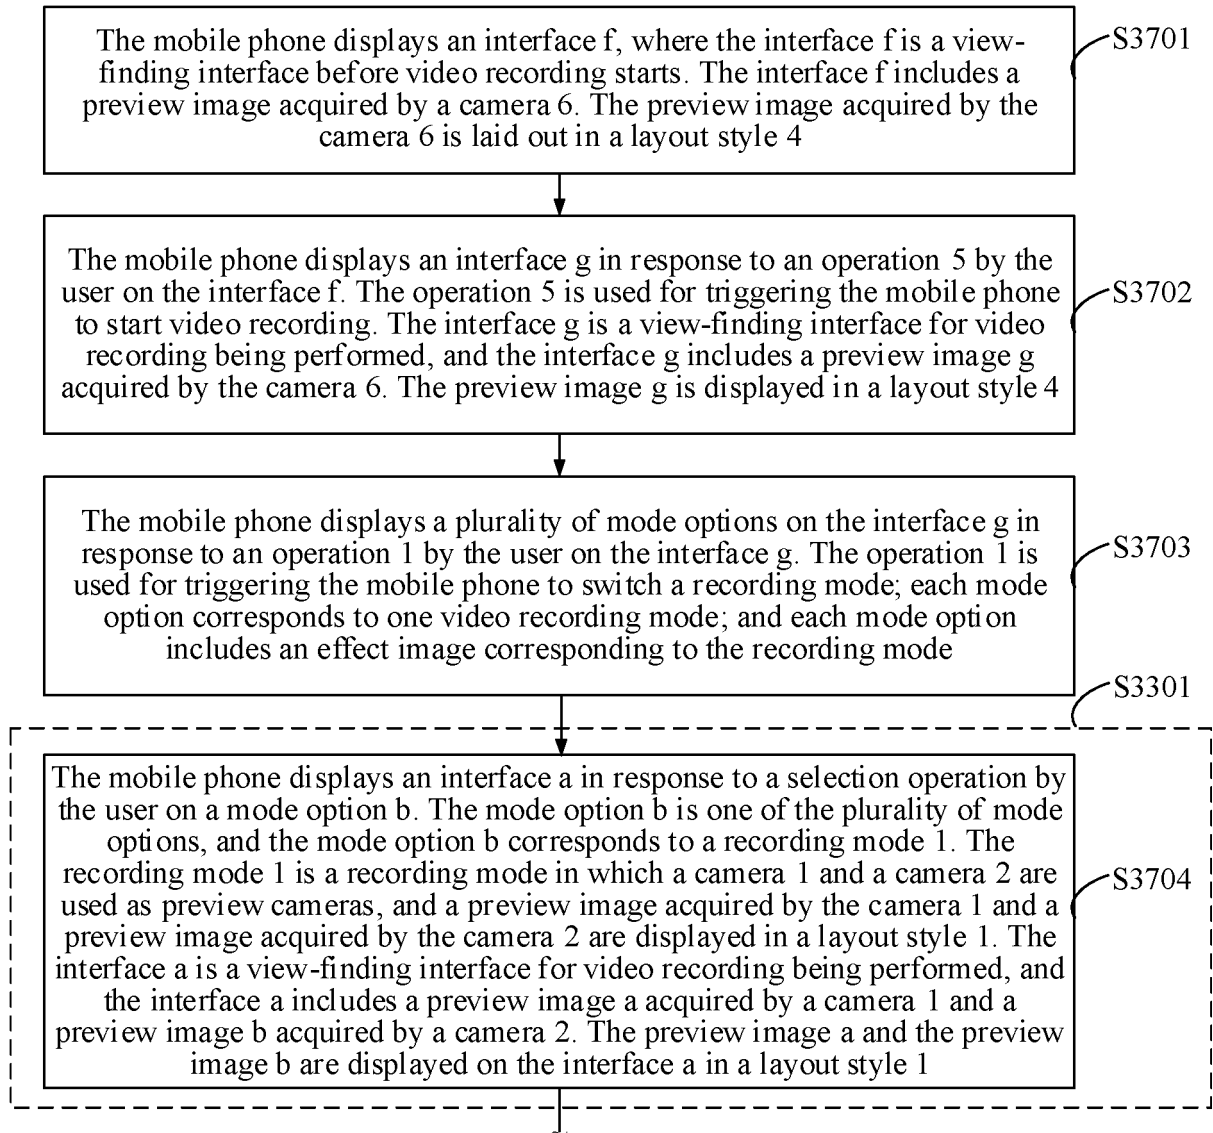 The mobile phone displays an interface f, where the interface f is a view-
finding interface before video recording starts. The interface f includes a
preview image acquired by a camera 6. The preview image acquired by the
camera 6 is laid out in a layout style 4
S3701
The mobile phone displays an interface g in response to an operation 5 by the
user on the interface f. The operation 5 is used for triggering the mobile phone
to start video recording. The interface g is a view-finding interface for video
recording being performed, and the interface g includes a preview image g
acquired by the camera 6. The preview image g is displayed in a layout style 4
S3702
The mobile phone displays a plurality of mode options on the interface g in
response to an operation 1 by the user on the interface g. The operation 1 is
used for triggering the mobile phone to switch a recording mode; each mode
option corresponds to one video recording mode; and each mode option
includes an effect image corresponding to the recording mode
S3703
S3301
The mobile phone displays an interface a in response to a selection operation by
the user on a mode option b. The mode option b is one of the plurality of mode
options, and the mode option b corresponds to a recording mode 1. The
recording mode 1 is a recording mode in which a camera 1 and a camera 2 are
used as preview cameras, and a preview image acquired by the camera 1 and a
preview image acquired by the camera 2 are displayed in a layout style 1. The
interface a is a view-finding interface for video recording being performed, and
the interface a includes a preview image a acquired by a camera 1 and a
preview image b acquired by a camera 2. The preview image a and the preview
image b are displayed on the interface a in a layout style 1
S3704